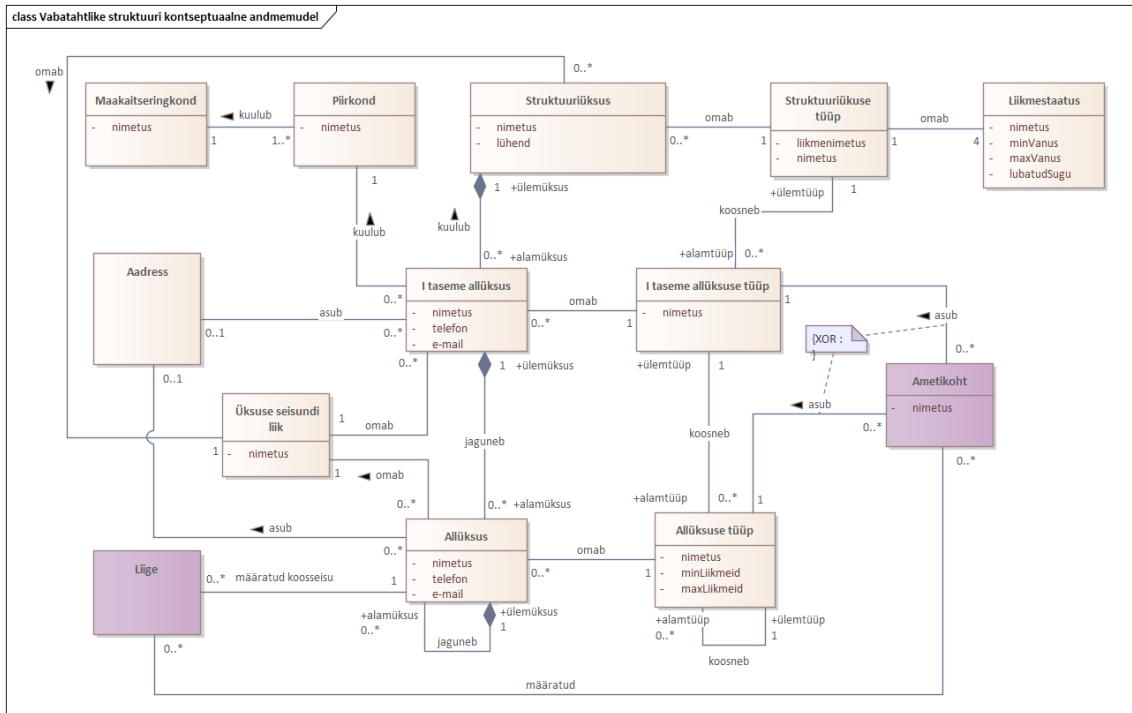 class Vabatahtlike struktuuri kontseptuaalne andmemudel
omab
0..*
Maakaitseringkond
- nimetus
kuulub
1
1..*
Piirkond
- nimetus
1
Struktuuriüksus
- nimetus
- lühend
omab
0..*
1
Struktuuriükuse
tüüp
- liikmenimetus
- nimetus
omab
1
4
Liikmestaatus
- nimetus
- minVanus
- maxVanus
- lubatudSugu
1 +ülemüksus
kuulub
kuulub
0..* +alamüksus
+ülemtüüp 1
koosneb
+alamtüüp 0..*
Aadress
asub
0..1
0..*
0..*
0..*
I taseme allüksus
- nimetus
- telefon
- e-mail
omab
0..*
1
I taseme allüksuse tüüp
- nimetus
1
asub
0..*
{XOR :
}
0..1
1
+ülemüksus
+ülemtüüp 1
Ametikoht
- nimetus
asub
0..*
0..*
Üksuse seisundi
liik
- nimetus
1
omab
1
1
omab
0..*
jaguneb
0..* +alamüksus
koosneb
+alamtüüp 0..*
1
asub
0..*
Allüksus
- nimetus
- telefon
- e-mail
omab
0..*
1
Allüksuse tüüp
- nimetus
- minLiikmeid
- maxLiikmeid
Liige
0..* määratud koosseisu 1
+alamüksus
0..*
jaguneb
+ülemüksus
1
+alamtüüp
0..*
koosneb
+ülemtüüp
1
0..*
määratud